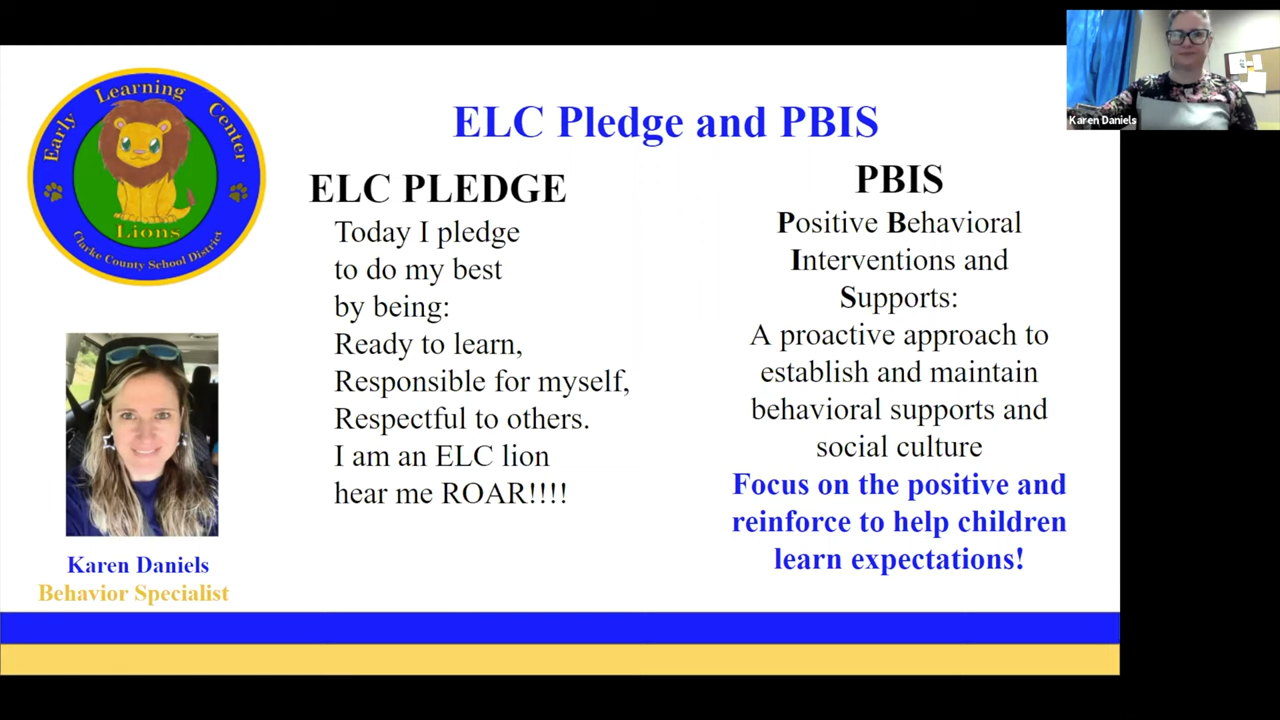 Karen Daniels
Early Learning Center
Lions
Clarke County School District
ELC Pledge and PBIS
ELC PLEDGE
Today I pledge
to do my best
by being:
Ready to learn,
Responsible for myself,
Respectful to others.
I am an ELC lion
hear me ROAR!!!!
PBIS
Positive Behavioral
Interventions and
Supports:
A proactive approach to
establish and maintain
behavioral supports and
social culture
Focus on the positive and
reinforce to help children
learn expectations!
Karen Daniels
Behavior Specialist